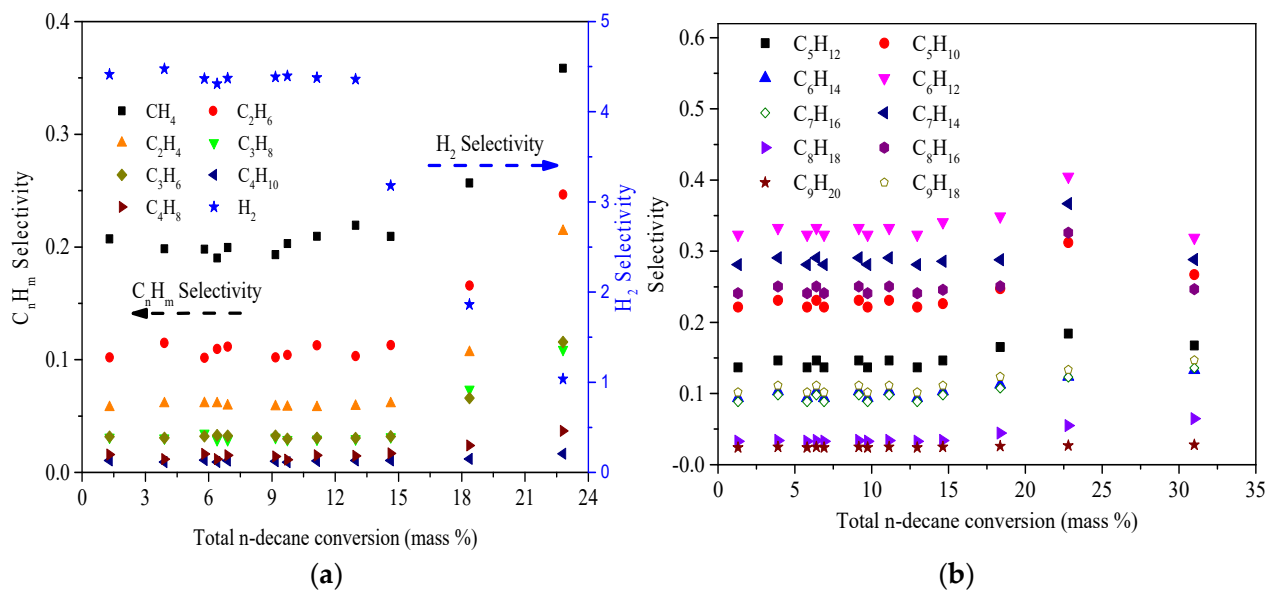 0.4
0.3
0.2
0.1
0.0
CₙHₘ Selectivity
5
4
3
2
1
0
H₂ Selectivity
CH₄ C₂H₆
C₂H₄ C₃H₈
C₃H₆ C₄H₁₀
C₄H₈ H₂
H₂ Selectivity
CₙHₘ Selectivity
0 3 6 9 12 15 18 21 24
Total n-decane conversion (mass %)
(a)
0.6
0.5
0.4
0.3
0.2
0.1
-0.0
Selectivity
C₅H₁₂ C₅H₁₀
C₆H₁₄ C₆H₁₂
C₇H₁₆ C₇H₁₄
C₈H₁₈ C₈H₁₆
C₉H₂₀ C₉H₁₈
0 5 10 15 20 25 30 35
Total n-decane conversion (mass %)
(b)